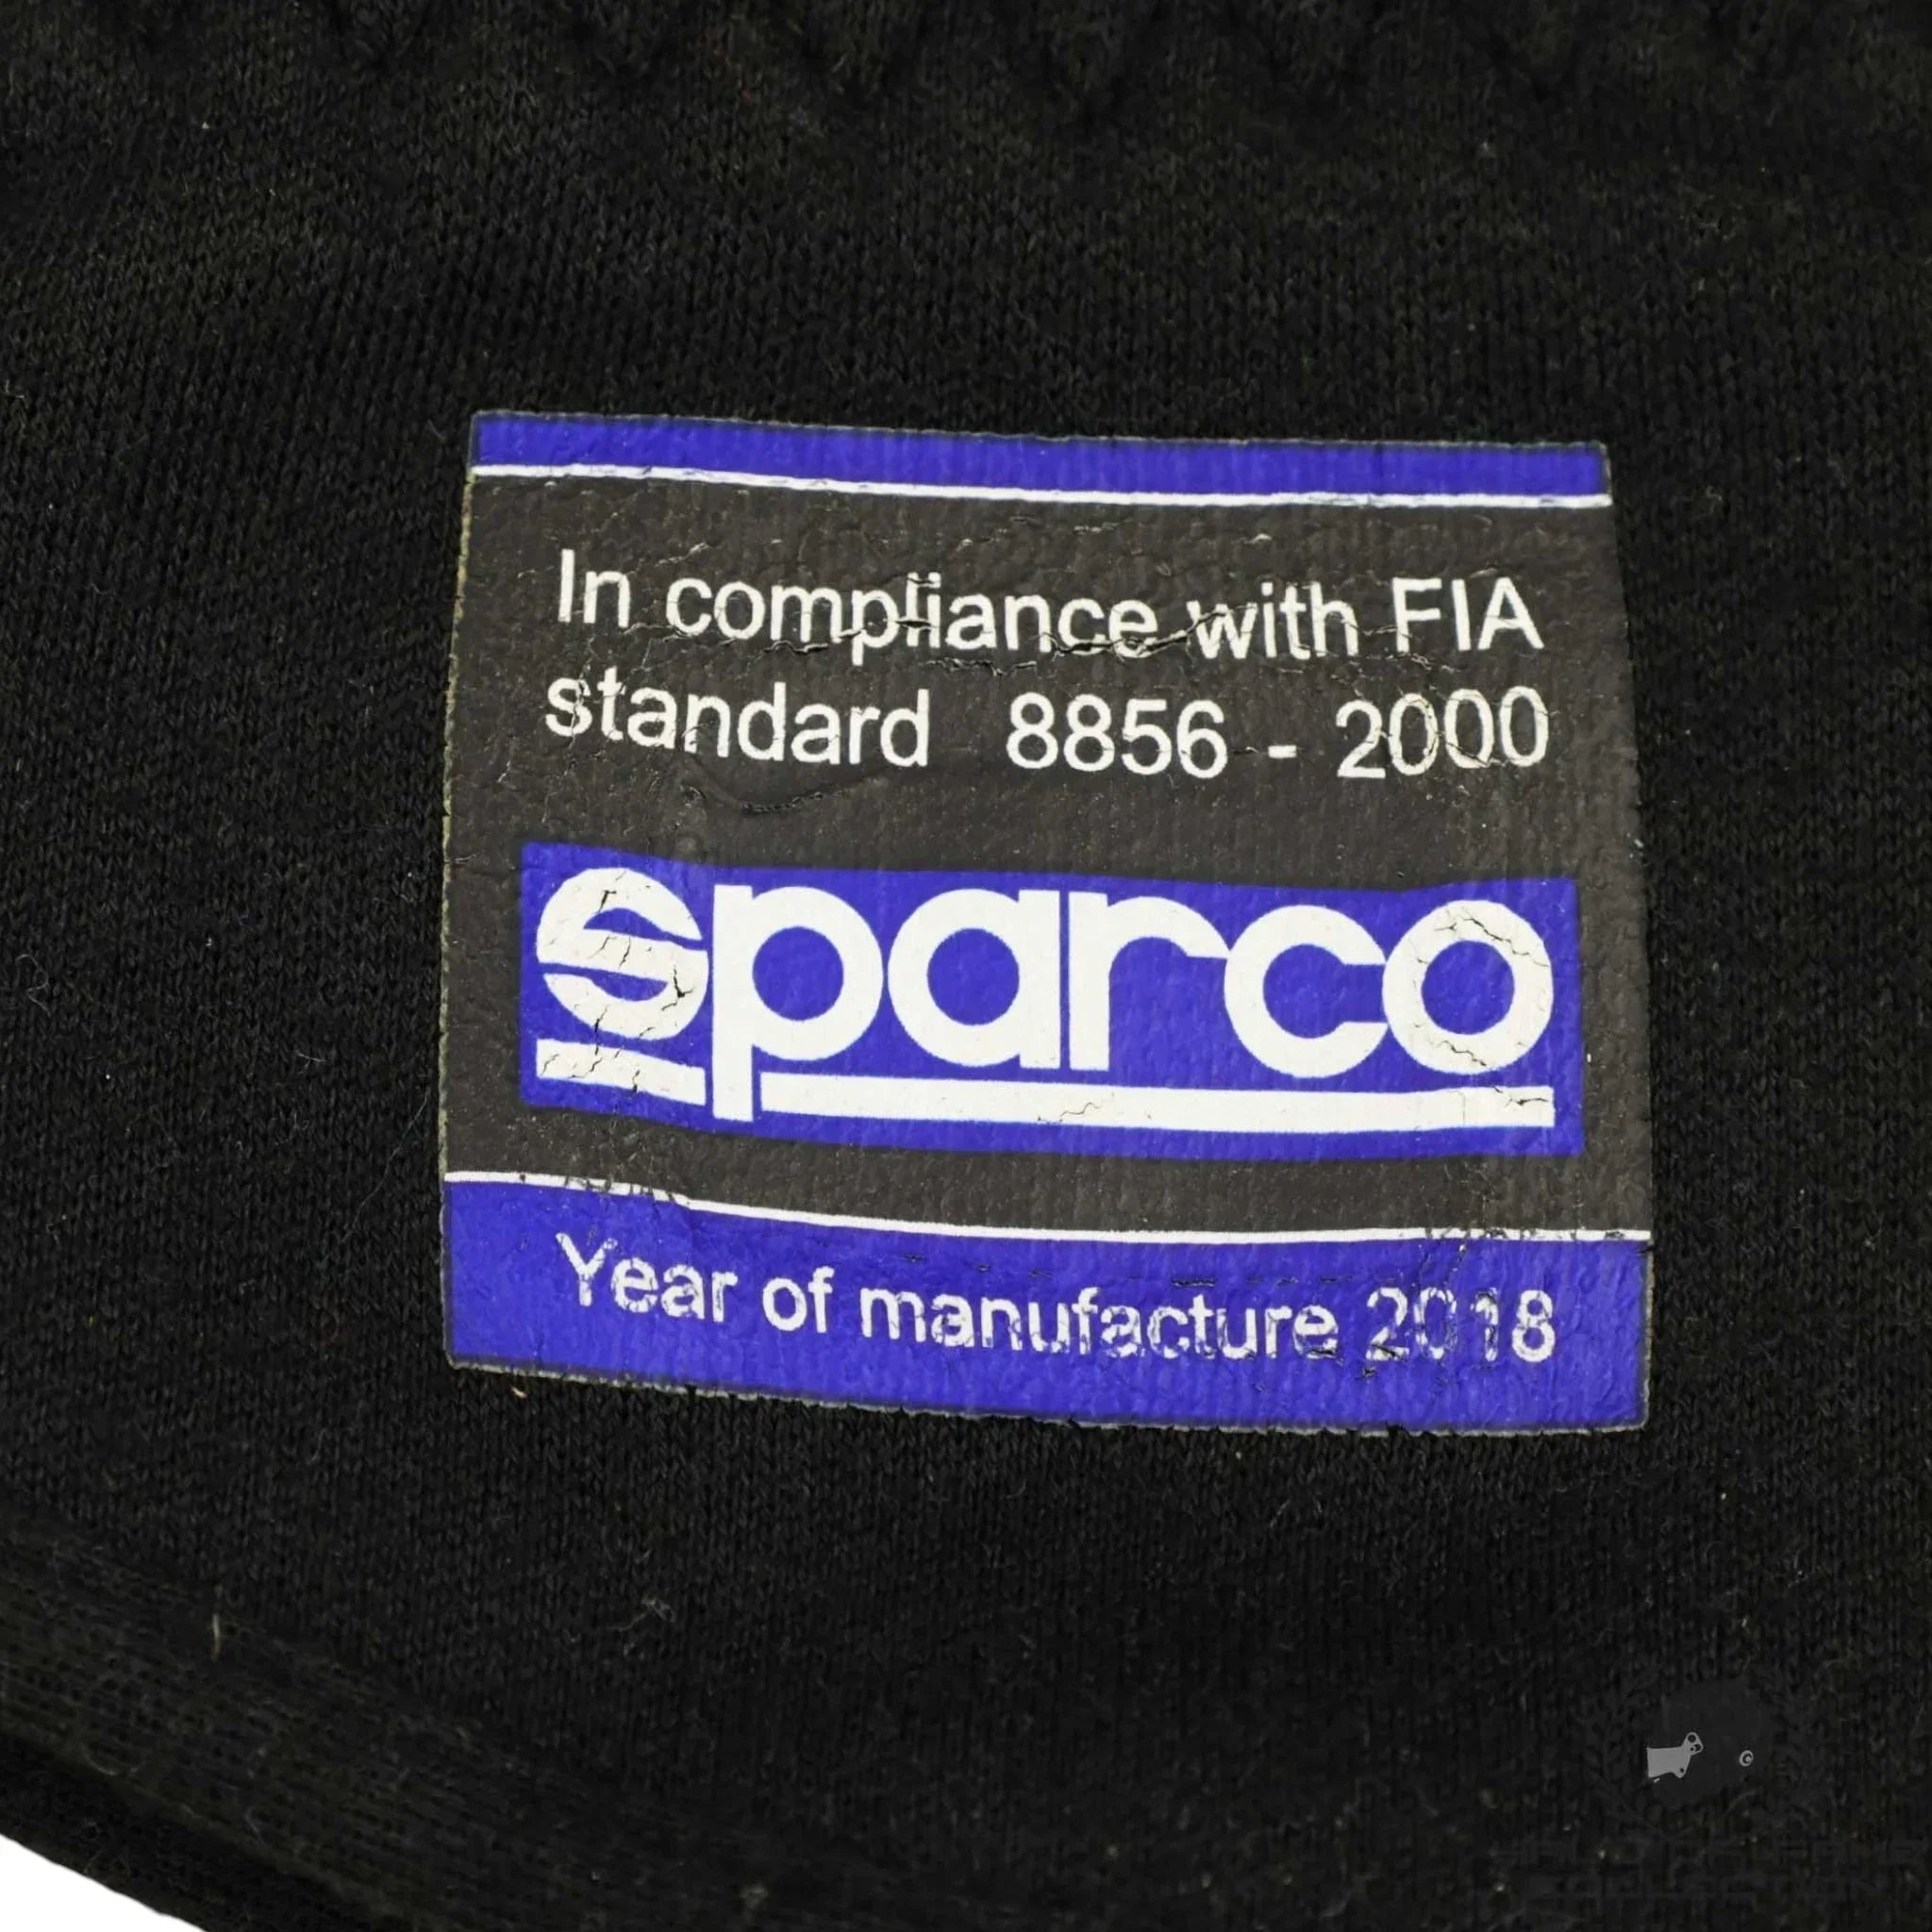 In compliance with FIA
standard 8856 - 2000
sparco
Year of manufacture 2018